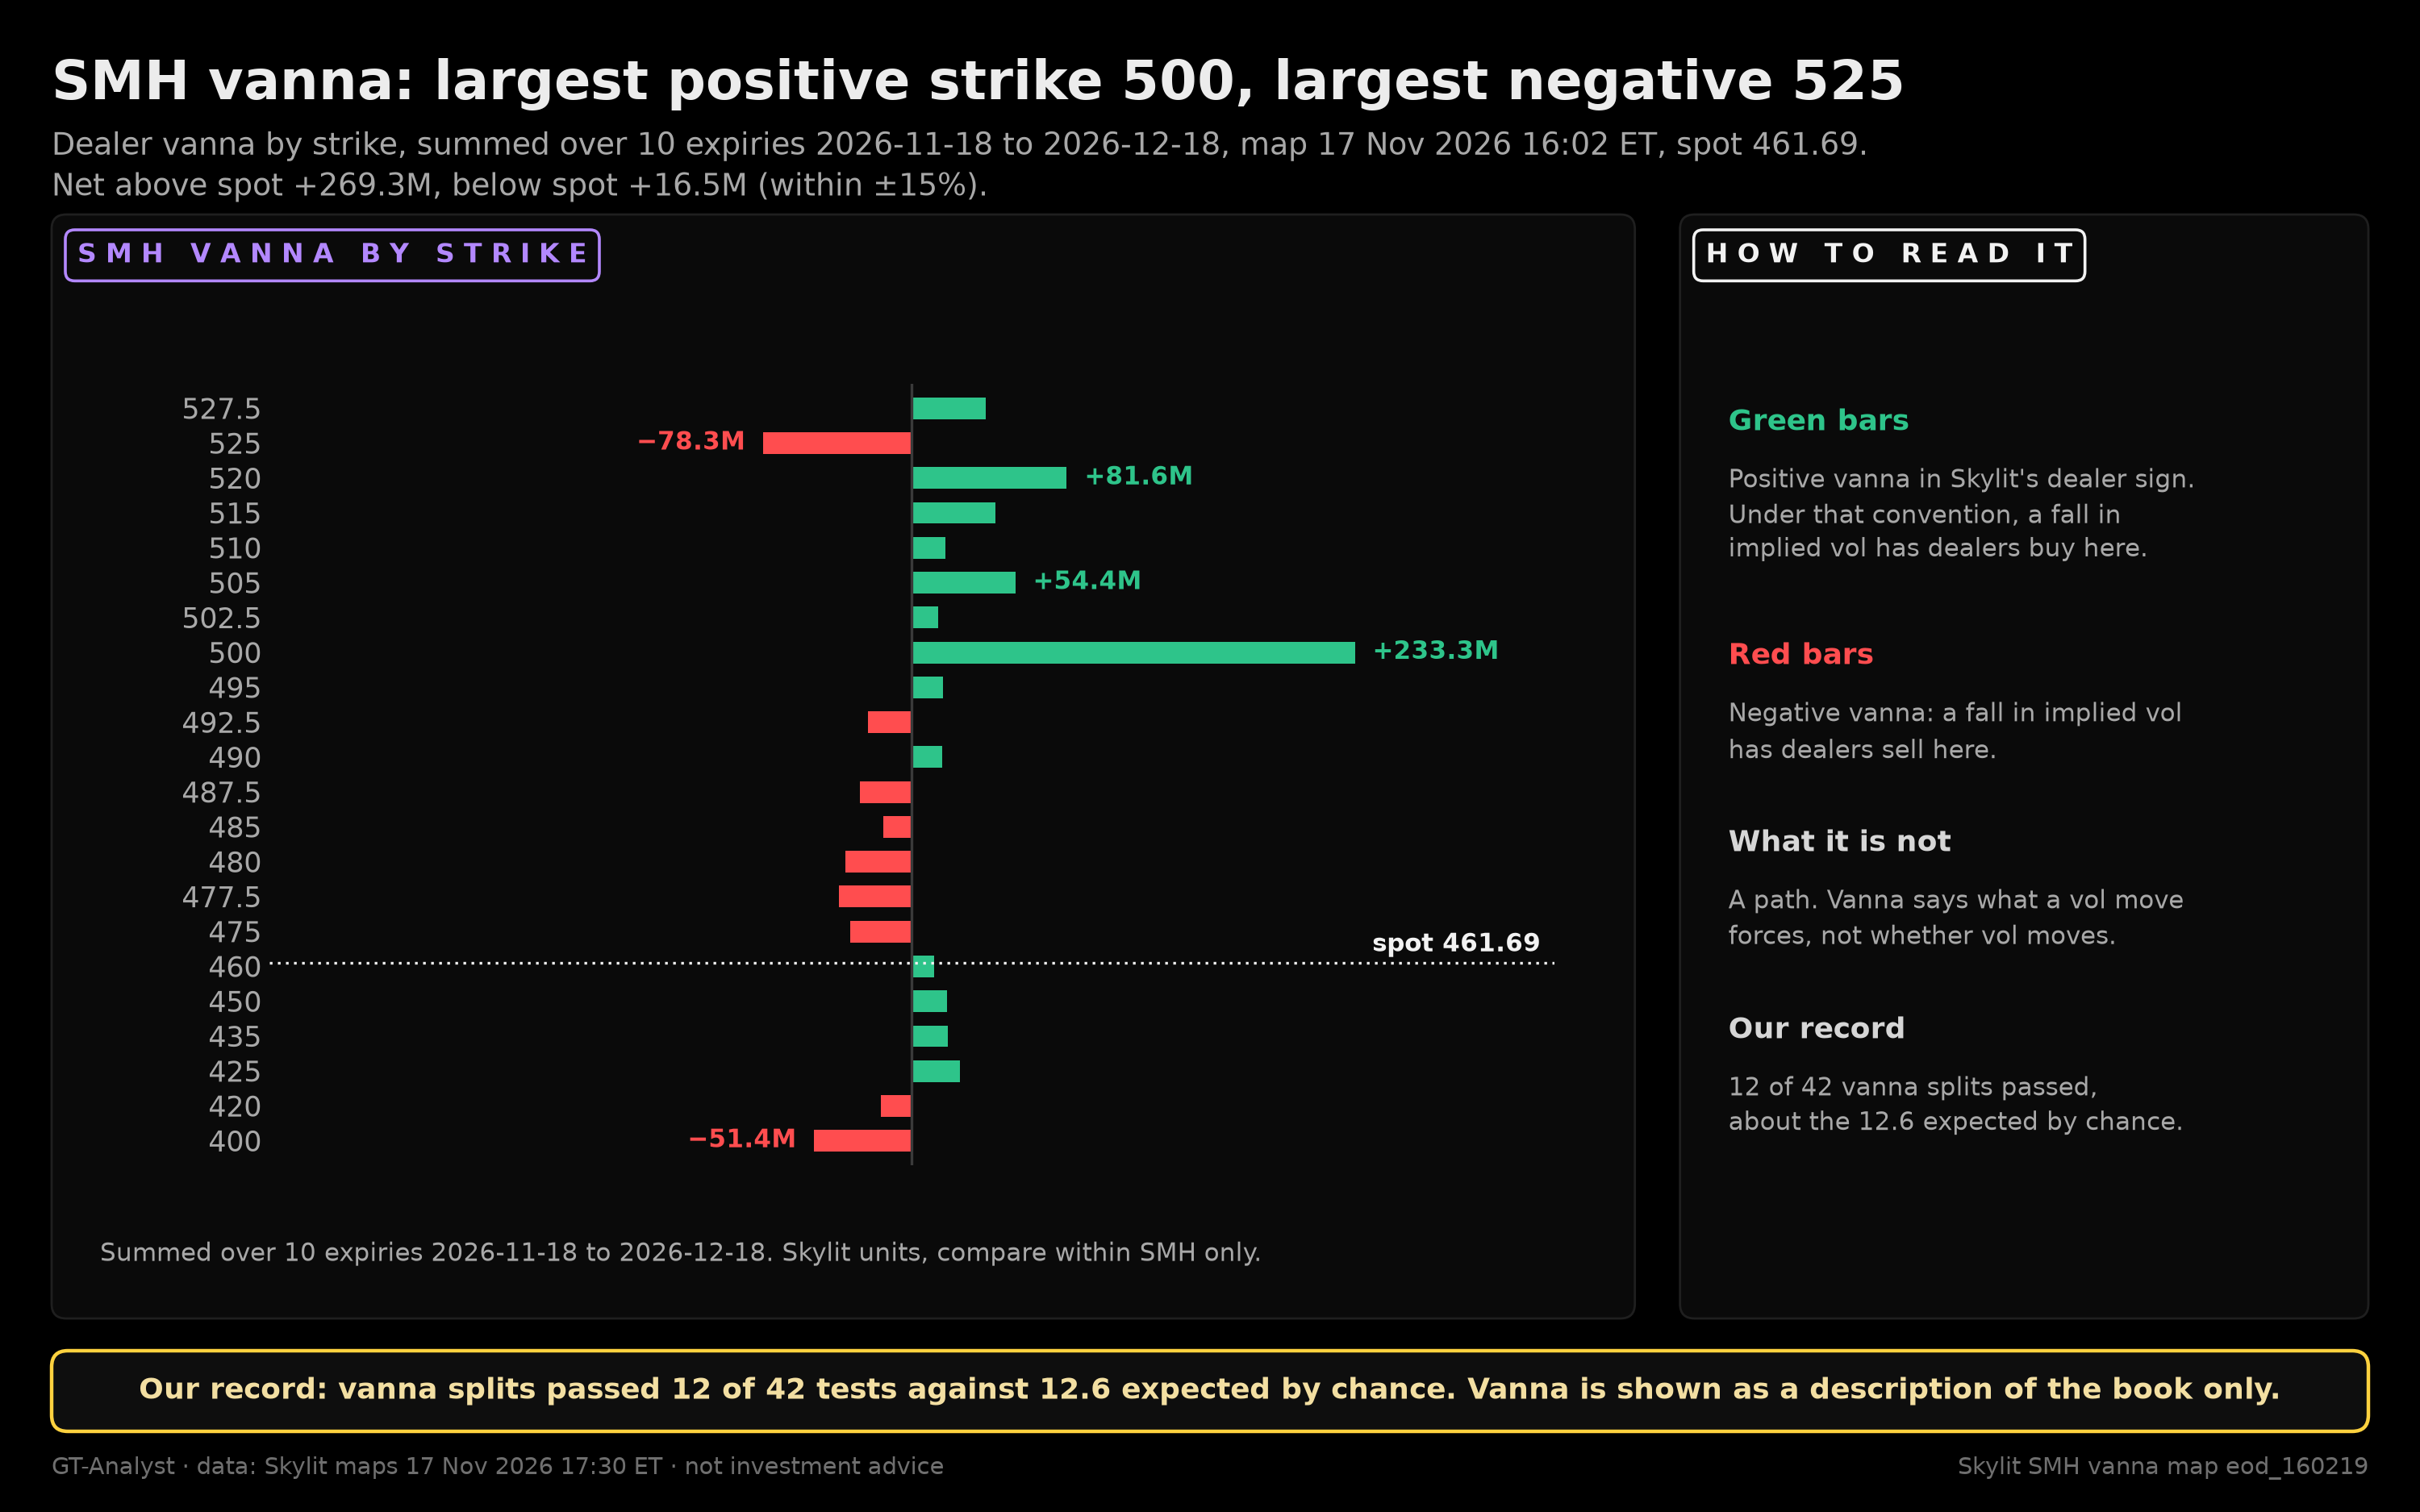 SMH vanna: largest positive strike 500, largest negative 525
Dealer vanna by strike, summed over 10 expiries 2026-11-18 to 2026-12-18, map 17 Nov 2026 16:02 ET, spot 461.69.
Net above spot +269.3M, below spot +16.5M (within ±15%).
SMH VANNA BY STRIKE
527.5
525 −78.3M
520 +81.6M
515
510
505 +54.4M
502.5
500 +233.3M
495
492.5
490
487.5
485
480
477.5
475
spot 461.69
460
450
435
425
420
400 −51.4M
Summed over 10 expiries 2026-11-18 to 2026-12-18. Skylit units, compare within SMH only.
HOW TO READ IT
Green bars
Positive vanna in Skylit's dealer sign.
Under that convention, a fall in
implied vol has dealers buy here.
Red bars
Negative vanna: a fall in implied vol
has dealers sell here.
What it is not
A path. Vanna says what a vol move
forces, not whether vol moves.
Our record
12 of 42 vanna splits passed,
about the 12.6 expected by chance.
Our record: vanna splits passed 12 of 42 tests against 12.6 expected by chance. Vanna is shown as a description of the book only.
GT-Analyst · data: Skylit maps 17 Nov 2026 17:30 ET · not investment advice
Skylit SMH vanna map eod_160219